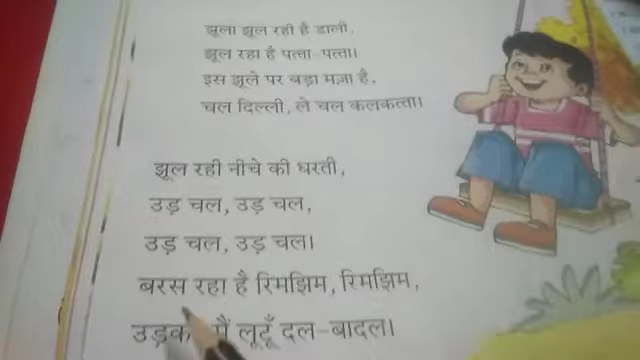 झूला झूल रही है डाली,
झूल रहा है पत्ता-पत्ता।
इस झूले पर बड़ा मज़ा है,
चल दिल्ली, ले चल कलकत्ता।
झूल रही नीचे की धरती,
उड़ चल, उड़ चल,
उड़ चल, उड़ चल।
बरस रहा है रिमझिम, रिमझिम,
मैं लूटूँ दल-बादल।